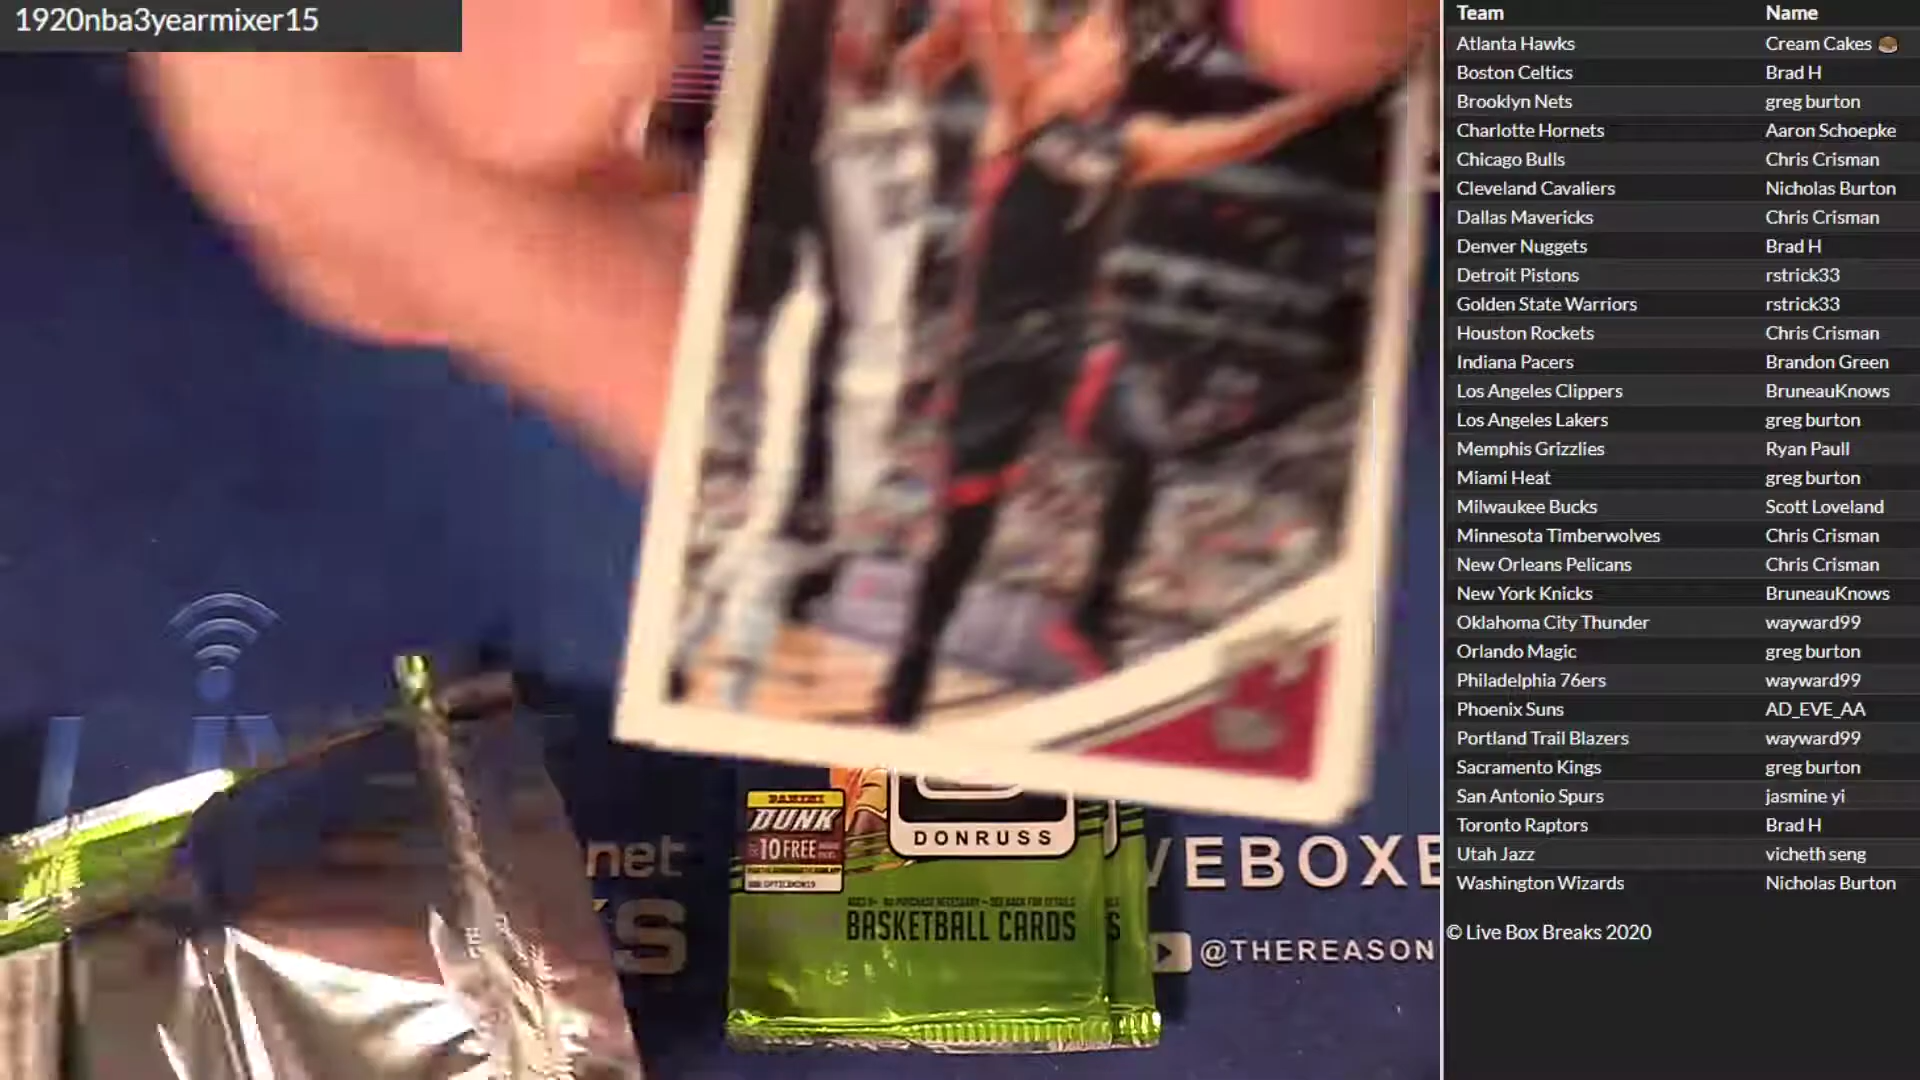 1920nba3yearmixer15
Team Name
Atlanta Hawks Cream Cakes
Boston Celtics Brad H
Brooklyn Nets greg burton
Charlotte Hornets Aaron Schoepke
Chicago Bulls Chris Crisman
Cleveland Cavaliers Nicholas Burton
Dallas Mavericks Chris Crisman
Denver Nuggets Brad H
Detroit Pistons rstrick33
Golden State Warriors rstrick33
Houston Rockets Chris Crisman
Indiana Pacers Brandon Green
Los Angeles Clippers BruneauKnows
Los Angeles Lakers greg burton
Memphis Grizzlies Ryan Paull
Miami Heat greg burton
Milwaukee Bucks Scott Loveland
Minnesota Timberwolves Chris Crisman
New Orleans Pelicans Chris Crisman
New York Knicks BruneauKnows
Oklahoma City Thunder wayward99
Orlando Magic greg burton
Philadelphia 76ers wayward99
Phoenix Suns AD_EVE_AA
Portland Trail Blazers wayward99
Sacramento Kings greg burton
San Antonio Spurs jasmine yi
Toronto Raptors Brad H
Utah Jazz vicheth seng
Washington Wizards Nicholas Burton
© Live Box Breaks 2020
PANINI
DUNK
10 FREE
DONRUSS
BASKETBALL CARDS
net
VEBOXE
@THEREASON